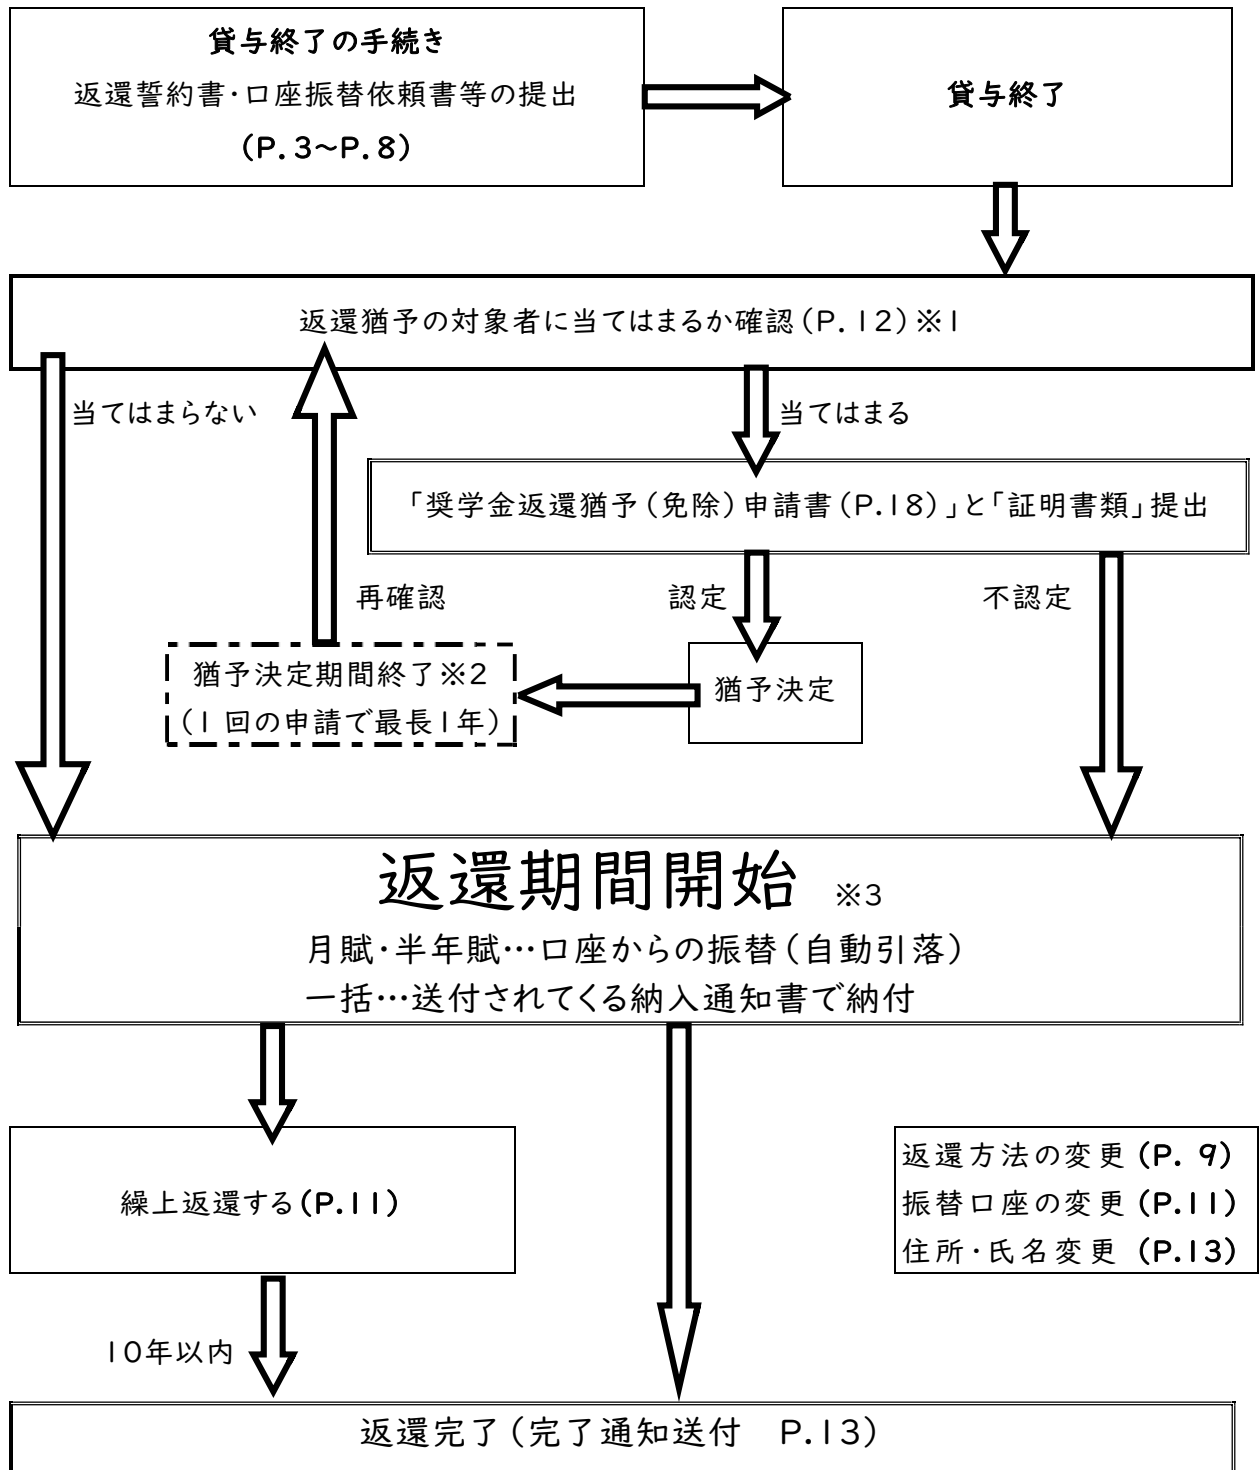 貸与終了の手続き
返還誓約書・口座振替依頼書等の提出
(P.3～P.8)
貸与終了
返還猶予の対象者に当てはまるか確認(P.12)※1
当てはまらない
当てはまる
「奨学金返還猶予(免除)申請書(P.18)」と「証明書類」提出
再確認
認定
不認定
猶予決定期間終了※2
(1回の申請で最長1年)
猶予決定
返還期間開始 ※3
月賦・半年賦…口座からの振替(自動引落)
一括…送付されてくる納入通知書で納付
繰上返還する(P.11)
返還方法の変更(P.9)
振替口座の変更(P.11)
住所・氏名変更(P.13)
10年以内
返還完了(完了通知送付　P.13)